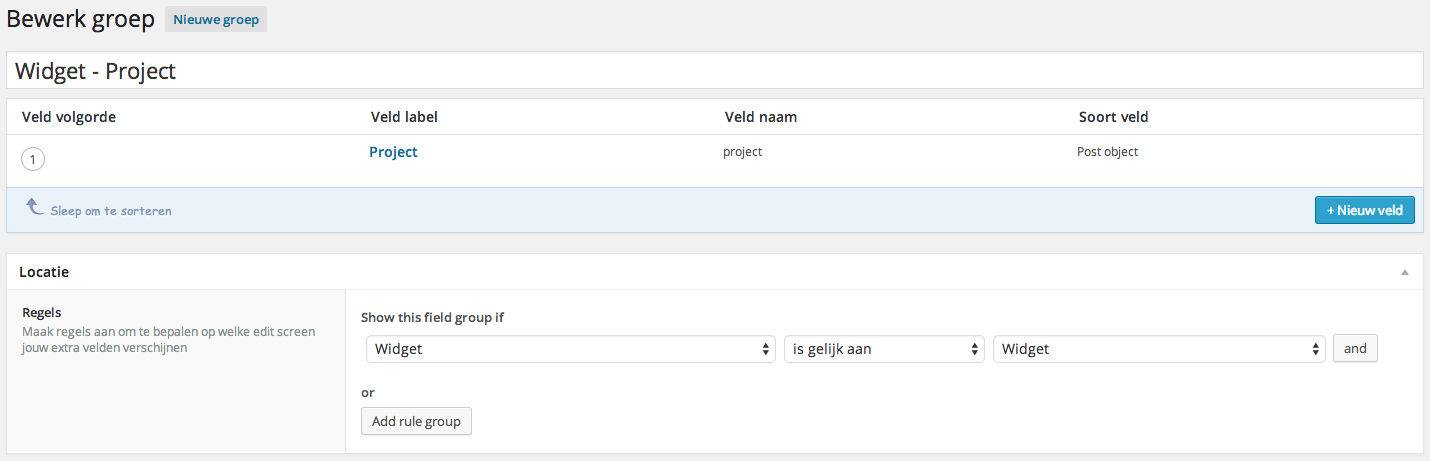 Bewerk groep Nieuwe groep
Widget - Project
Veld volgorde Veld label Veld naam Soort veld
1 Project project Post object
Sleep om te sorteren + Nieuw veld
Locatie
Regels
Maak regels aan om te bepalen op welke edit screen
jouw extra velden verschijnen
Show this field group if
Widget is gelijk aan Widget and
or
Add rule group